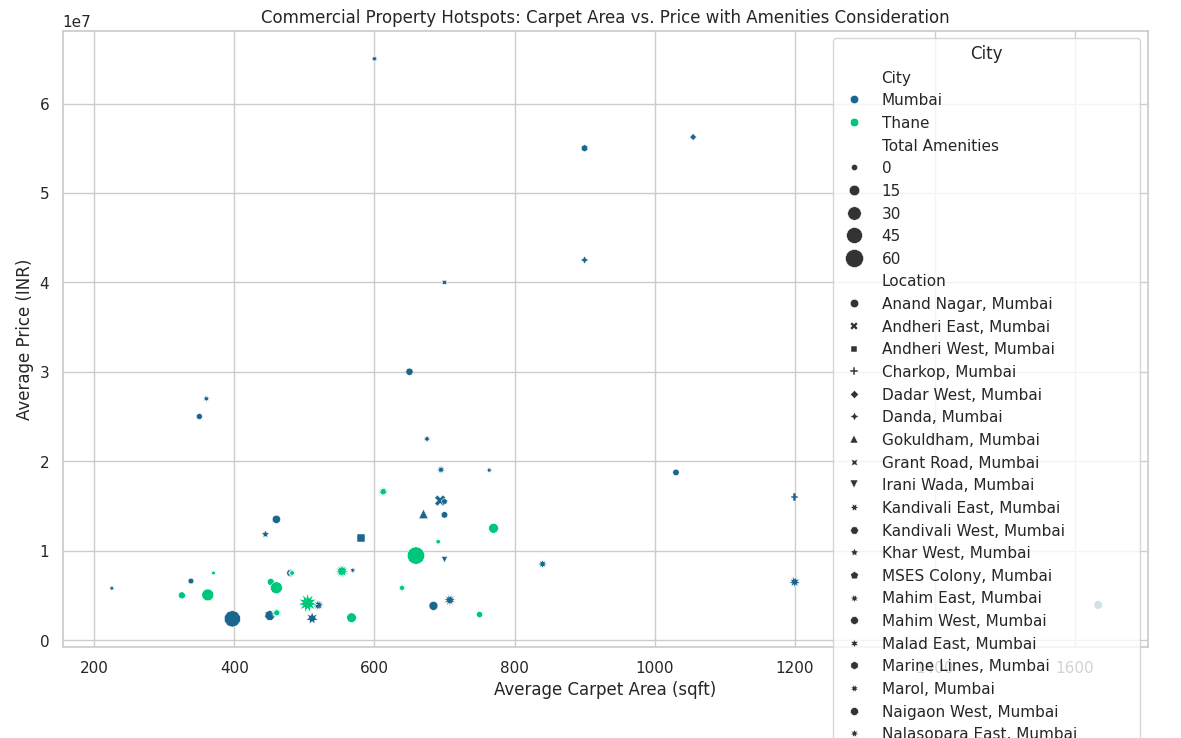 Commercial Property Hotspots: Carpet Area vs. Price with Amenities Consideration
1e7
6
5
4
3
2
1
0
Average Price (INR)
200
400
600
800
1000
1200
1400
1600
Average Carpet Area (sqft)
City
City
Mumbai
Thane
Total Amenities
0
15
30
45
60
Location
Anand Nagar, Mumbai
Andheri East, Mumbai
Andheri West, Mumbai
Charkop, Mumbai
Dadar West, Mumbai
Danda, Mumbai
Gokuldham, Mumbai
Grant Road, Mumbai
Irani Wada, Mumbai
Kandivali East, Mumbai
Kandivali West, Mumbai
Khar West, Mumbai
MSES Colony, Mumbai
Mahim East, Mumbai
Mahim West, Mumbai
Malad East, Mumbai
Marine Lines, Mumbai
Marol, Mumbai
Naigaon West, Mumbai
Nalasopara East, Mumbai